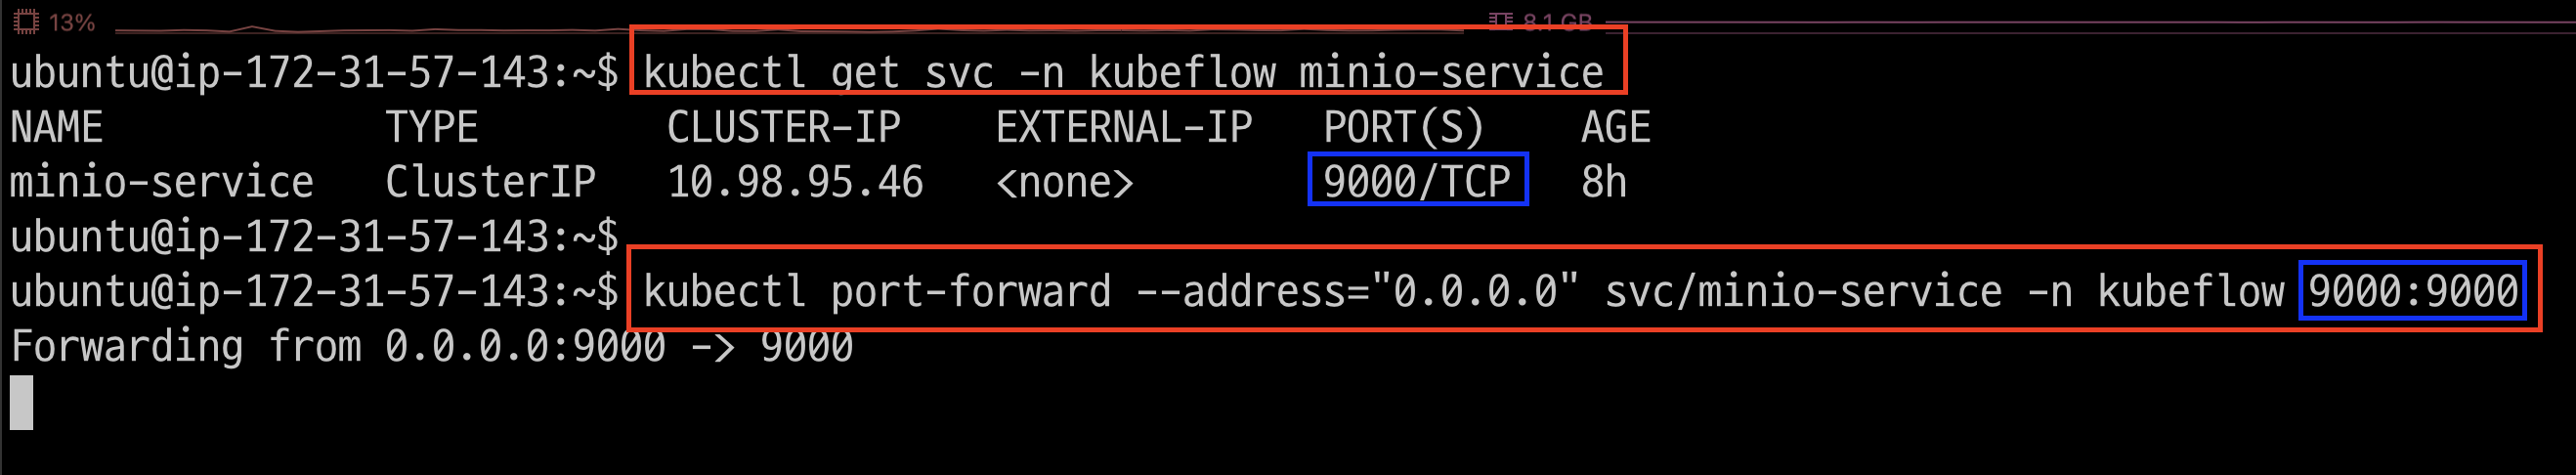 13% 8.1 GB
ubuntu@ip-172-31-57-143:~$ kubectl get svc -n kubeflow minio-service
NAME TYPE CLUSTER-IP EXTERNAL-IP PORT(S) AGE
minio-service ClusterIP 10.98.95.46 <none> 9000/TCP 8h
ubuntu@ip-172-31-57-143:~$
ubuntu@ip-172-31-57-143:~$ kubectl port-forward --address="0.0.0.0" svc/minio-service -n kubeflow 9000:9000
Forwarding from 0.0.0.0:9000 -> 9000